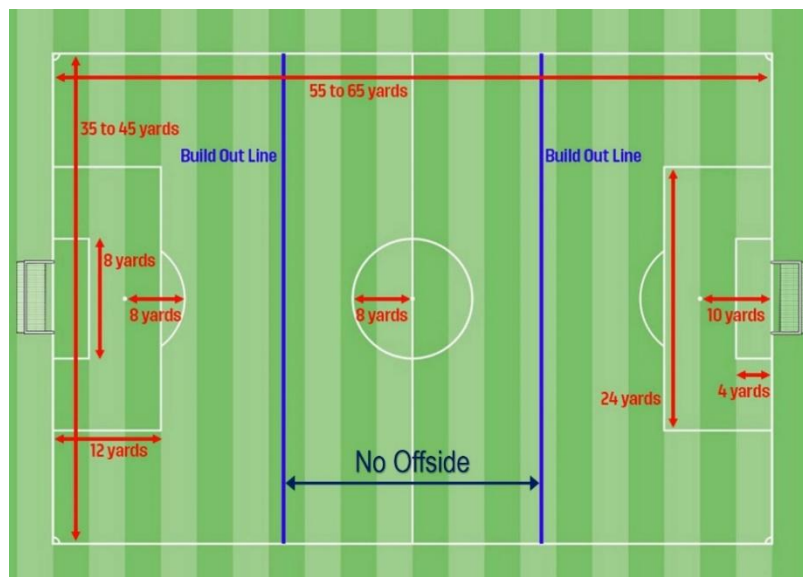 55 to 65 yards
35 to 45 yards
Build Out Line
Build Out Line
8 yards
8 yards
8 yards
10 yards
4 yards
24 yards
12 yards
No Offside